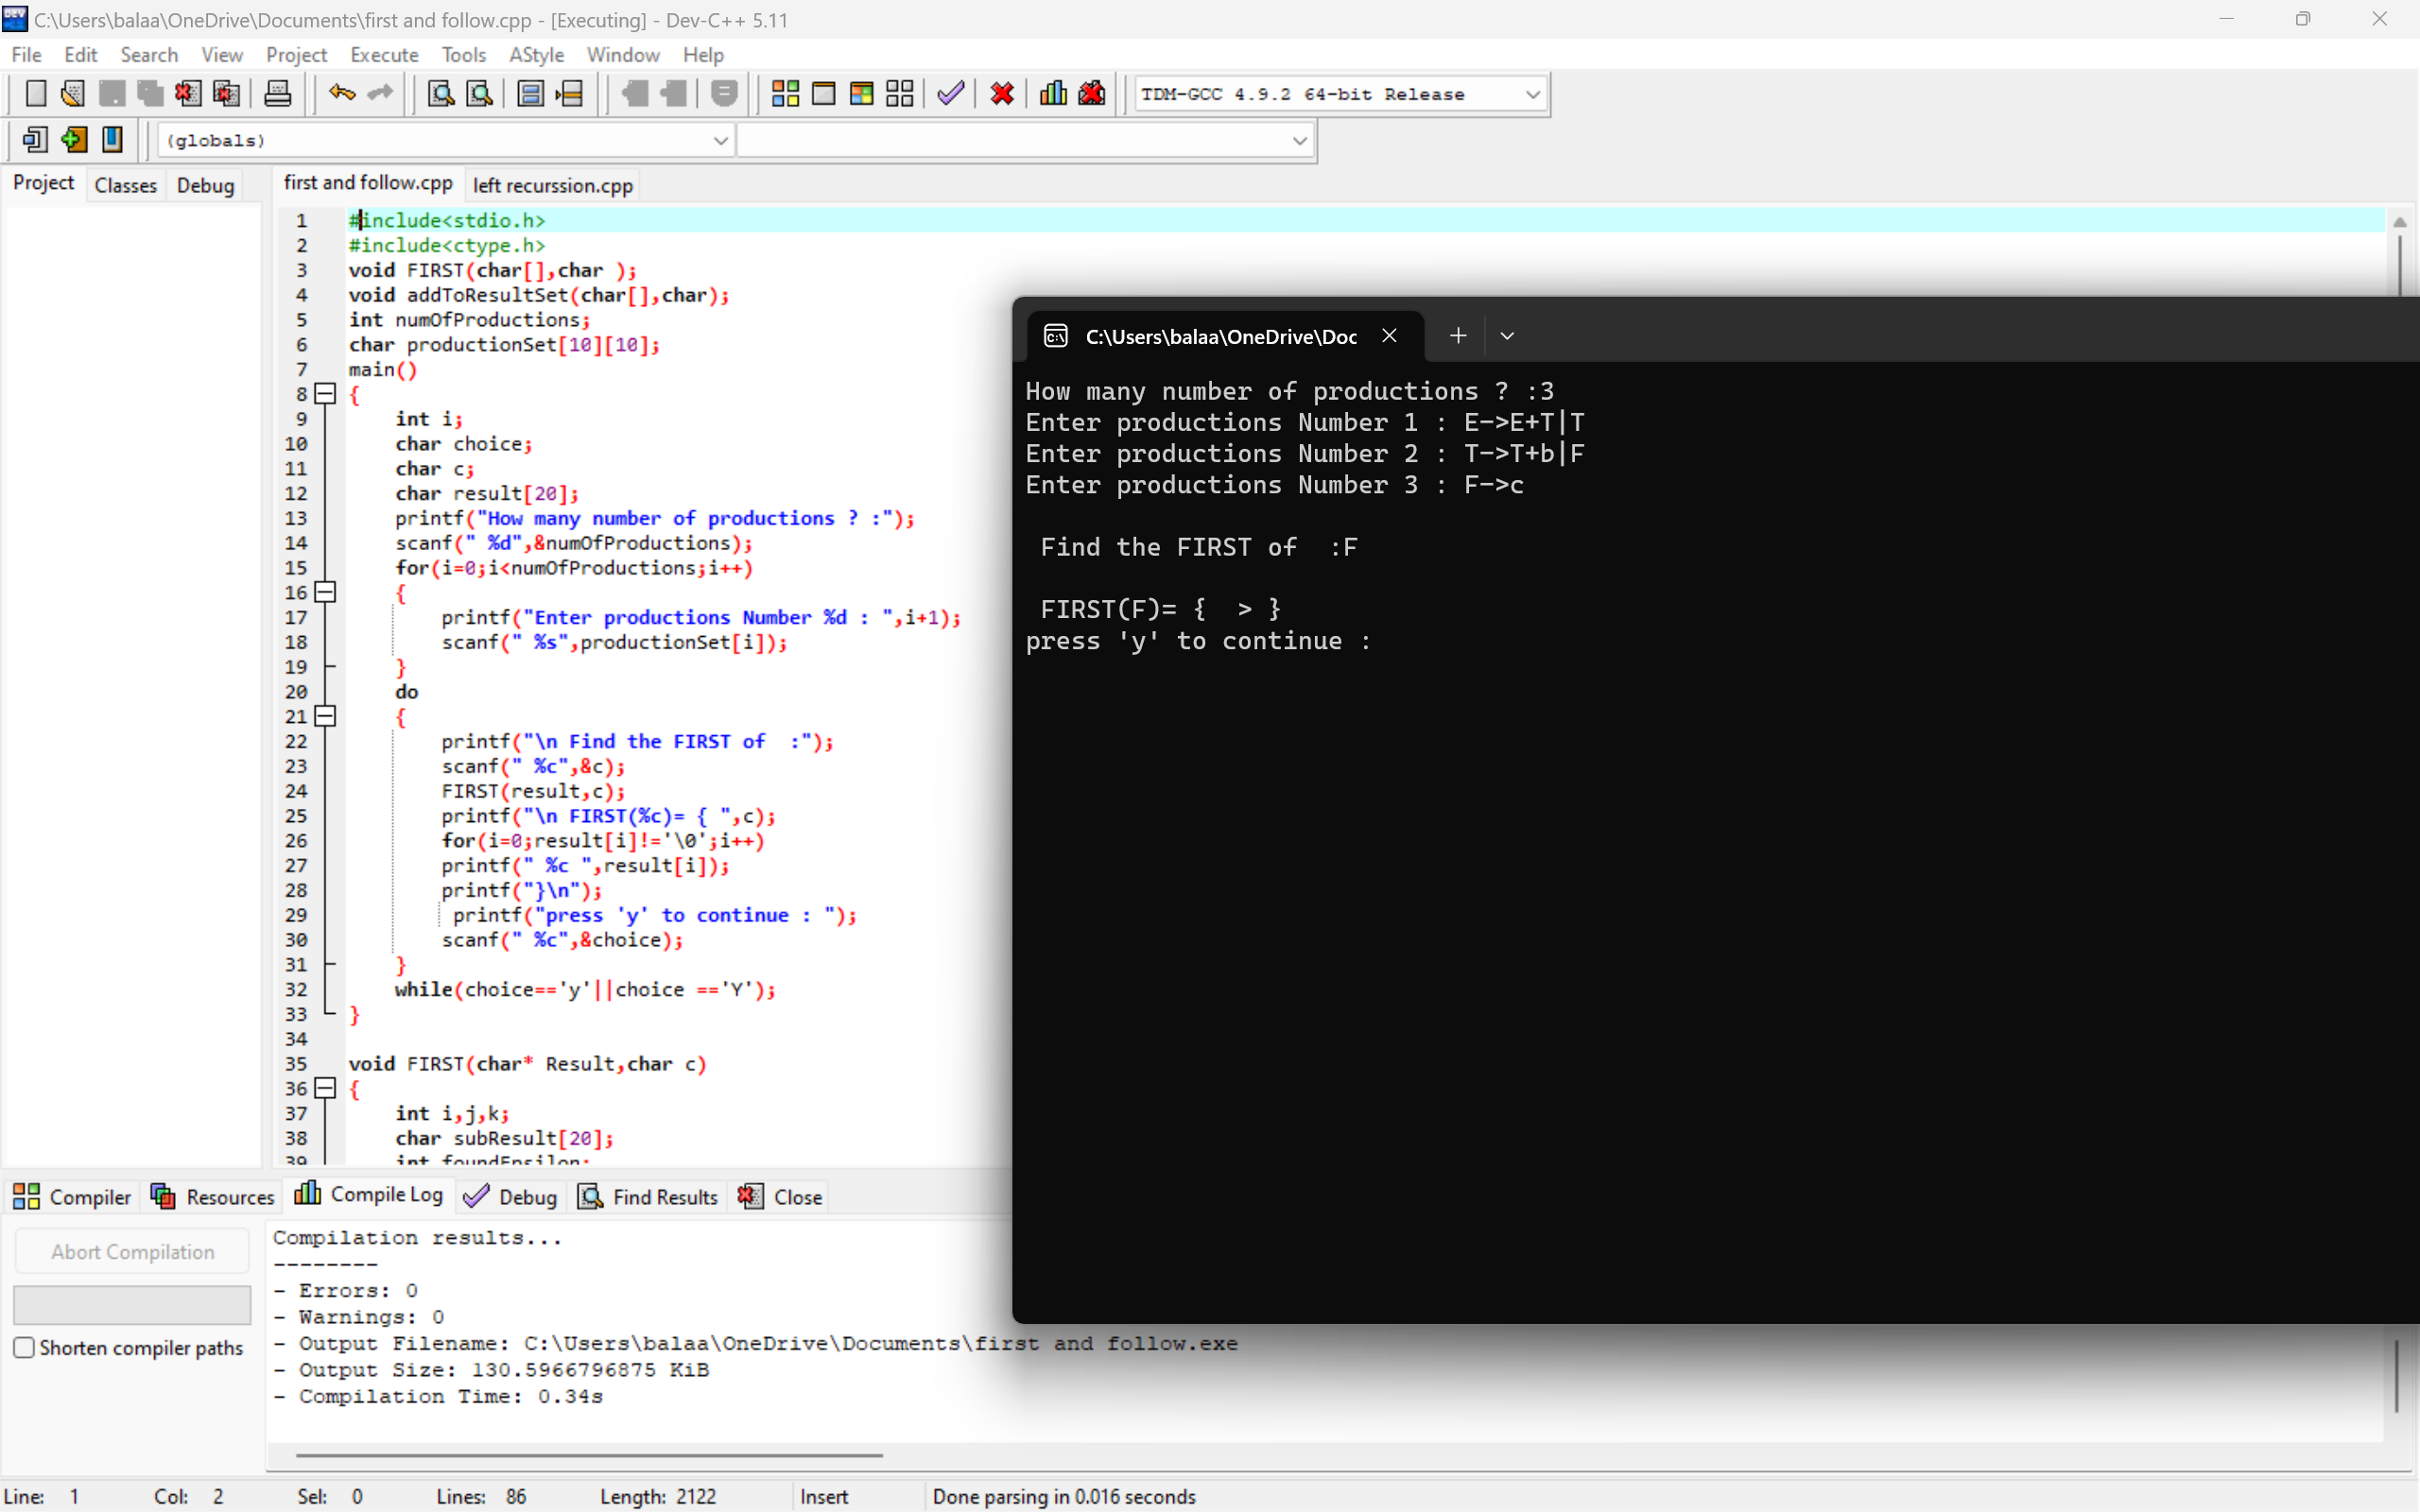 C:\Users\balaa\OneDrive\Documents\first and follow.cpp - [Executing] - Dev-C++ 5.11
File Edit Search View Project Execute Tools AStyle Window Help
TDM-GCC 4.9.2 64-bit Release
(globals)
Project Classes Debug
first and follow.cpp left recurssion.cpp
1 #include<stdio.h>
2 #include<ctype.h>
3 void FIRST(char[],char );
4 void addToResultSet(char[],char);
5 int numOfProductions;
6 char productionSet[10][10];
7 main()
8 {
9 int i;
10 char choice;
11 char c;
12 char result[20];
13 printf("How many number of productions ? :");
14 scanf(" %d",&numOfProductions);
15 for(i=0;i<numOfProductions;i++)
16 {
17 printf("Enter productions Number %d : ",i+1);
18 scanf(" %s",productionSet[i]);
19 }
20 do
21 {
22 printf("\n Find the FIRST of  :");
23 scanf(" %c",&c);
24 FIRST(result,c);
25 printf("\n FIRST(%c)= { ",c);
26 for(i=0;result[i]!='\0';i++)
27 printf(" %c ",result[i]);
28 printf("}\n");
29 printf("press 'y' to continue : ");
30 scanf(" %c",&choice);
31 }
32 while(choice=='y'||choice =='Y');
33 }
34
35 void FIRST(char* Result,char c)
36 {
37 int i,j,k;
38 char subResult[20];
39 int foundEpsilon;
C:\Users\balaa\OneDrive\Doc
How many number of productions ? :3
Enter productions Number 1 : E->E+T|T
Enter productions Number 2 : T->T+b|F
Enter productions Number 3 : F->c
Find the FIRST of  :F
FIRST(F)= {  > }
press 'y' to continue :
Compiler Resources Compile Log Debug Find Results Close
Abort Compilation
Shorten compiler paths
Compilation results...
--------
- Errors: 0
- Warnings: 0
- Output Filename: C:\Users\balaa\OneDrive\Documents\first and follow.exe
- Output Size: 130.5966796875 KiB
- Compilation Time: 0.34s
Line: 1 Col: 2 Sel: 0 Lines: 86 Length: 2122 Insert Done parsing in 0.016 seconds